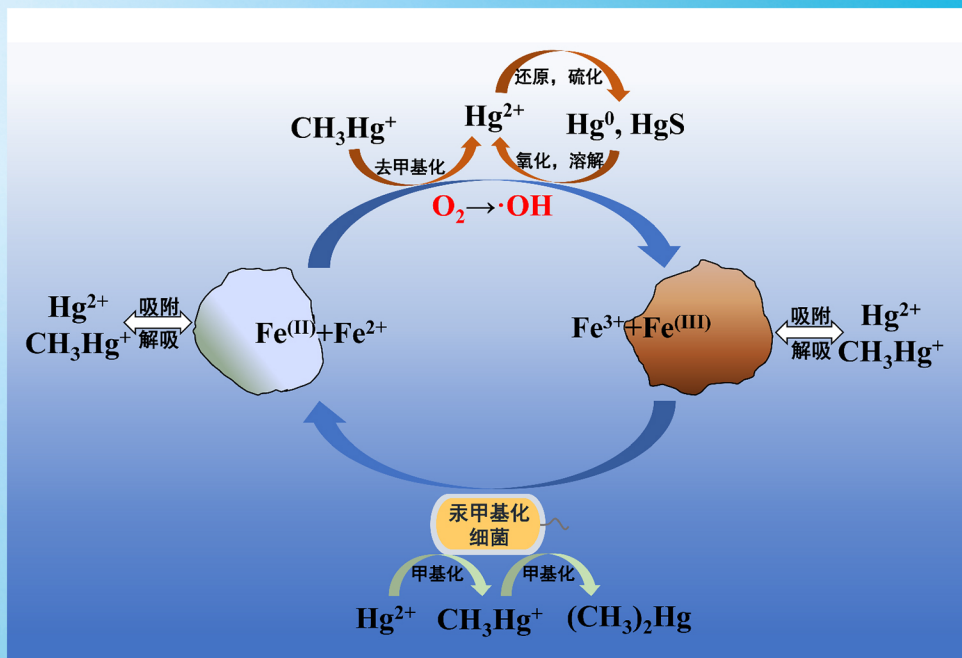 还原，硫化
CH₃Hg⁺
Hg²⁺
Hg⁰, HgS
去甲基化
氧化，溶解
O₂→·OH
Hg²⁺
CH₃Hg⁺
吸附
解吸
Fe⁽ᴵᴵ⁾+Fe²⁺
Fe³⁺+Fe⁽ᴵᴵᴵ⁾
吸附
解吸
Hg²⁺
CH₃Hg⁺
汞甲基化
细菌
甲基化
甲基化
Hg²⁺
CH₃Hg⁺
(CH₃)₂Hg